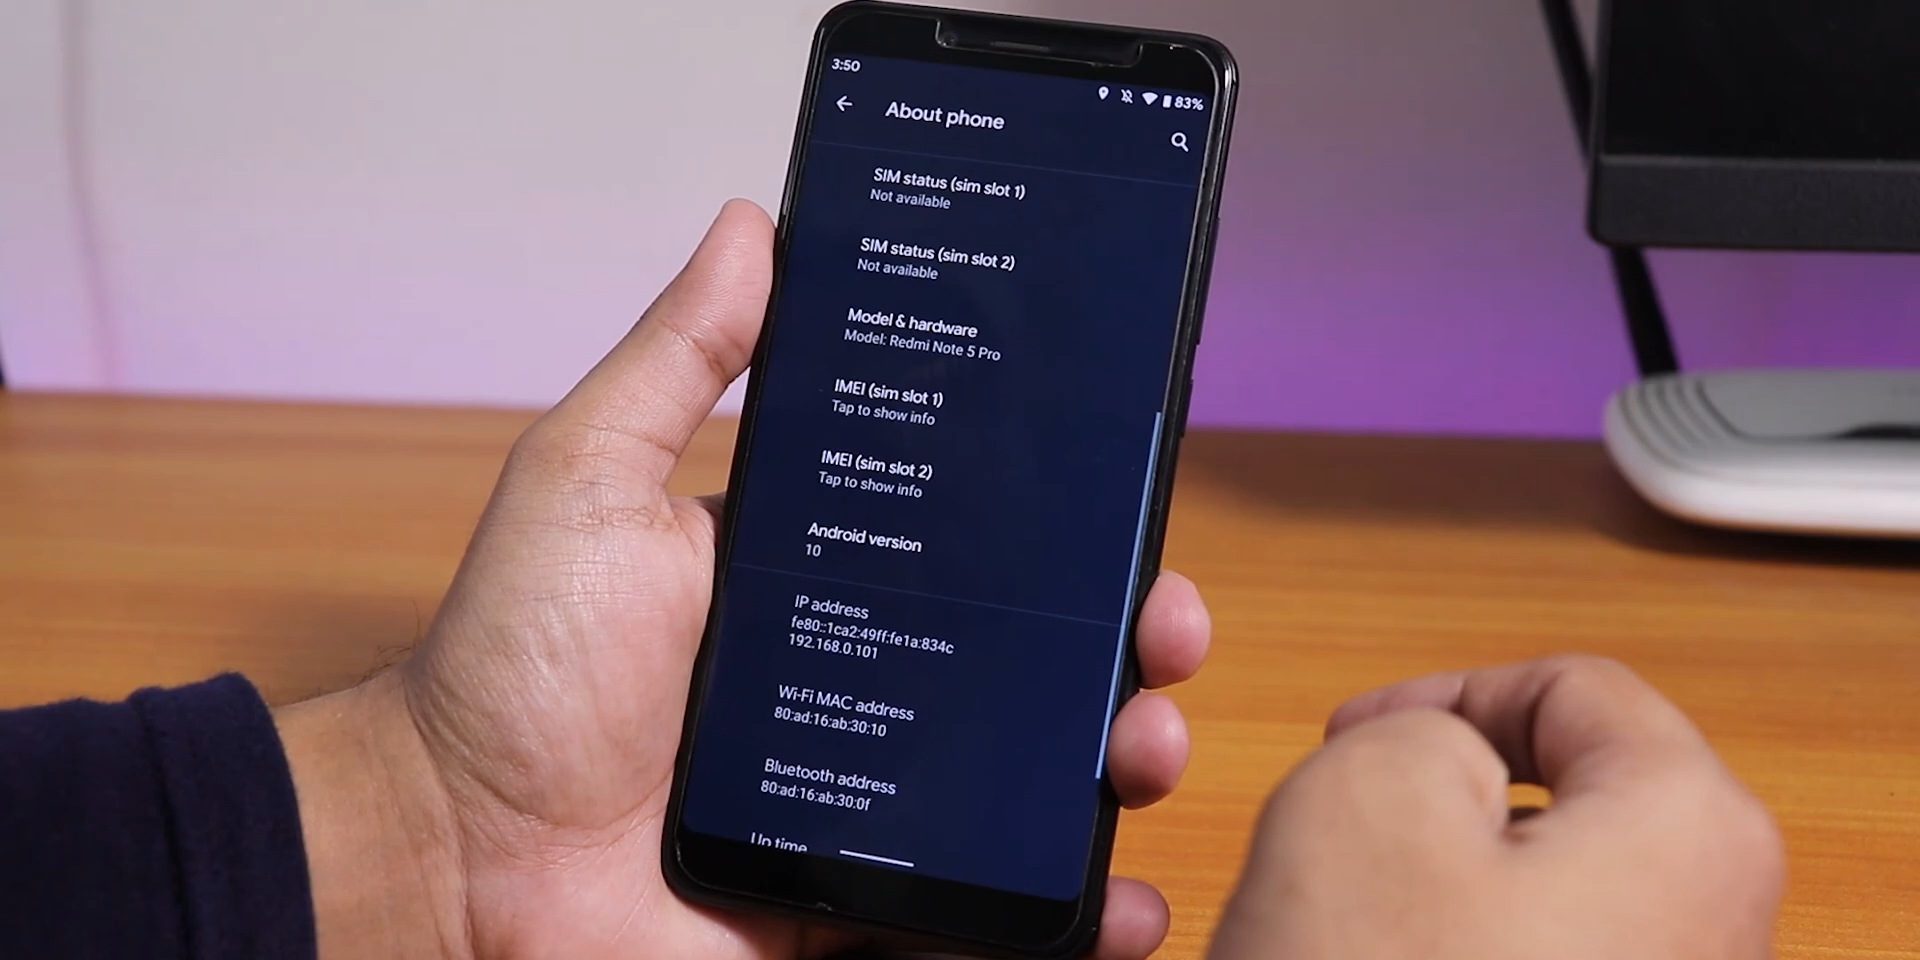 3:50
83%
About phone
SIM status (sim slot 1)
Not available
SIM status (sim slot 2)
Not available
Model & hardware
Model: Redmi Note 5 Pro
IMEI (sim slot 1)
Tap to show info
IMEI (sim slot 2)
Tap to show info
Android version
10
IP address
fe80::1ca2:49ff:fe1a:834c
192.168.0.101
Wi-Fi MAC address
80:ad:16:ab:30:10
Bluetooth address
80:ad:16:ab:30:0f
Up time